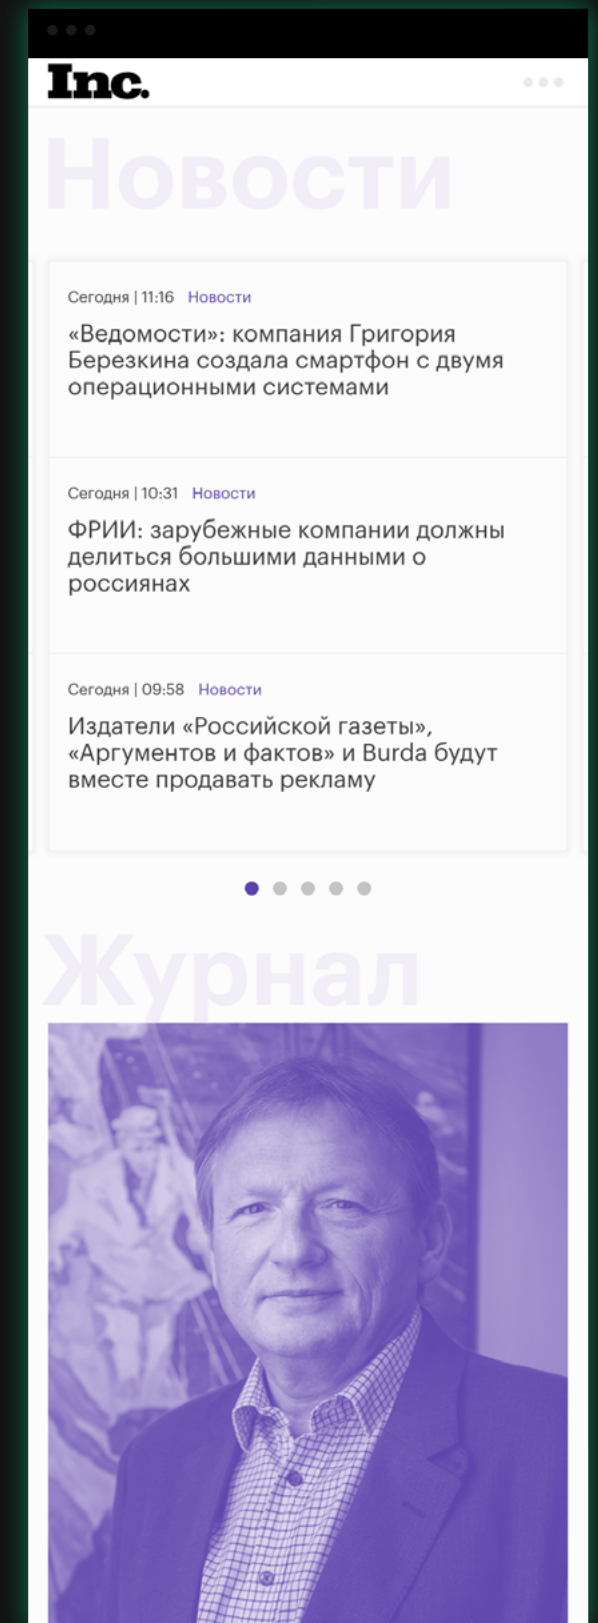 Inc.
Новости
Сегодня | 11:16 Новости
«Ведомости»: компания Григория
Березкина создала смартфон с двумя
операционными системами
Сегодня | 10:31 Новости
ФРИИ: зарубежные компании должны
делиться большими данными о
россиянах
Сегодня | 09:58 Новости
Издатели «Российской газеты»,
«Аргументов и фактов» и Burda будут
вместе продавать рекламу
Журнал